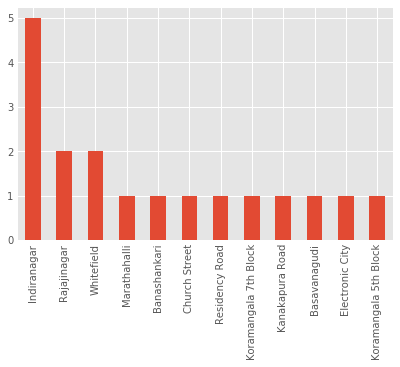 5
4
3
2
1
0
Indiranagar
Rajajinagar
Whitefield
Marathahalli
Banashankari
Church Street
Residency Road
Koramangala 7th Block
Kanakapura Road
Basavanagudi
Electronic City
Koramangala 5th Block